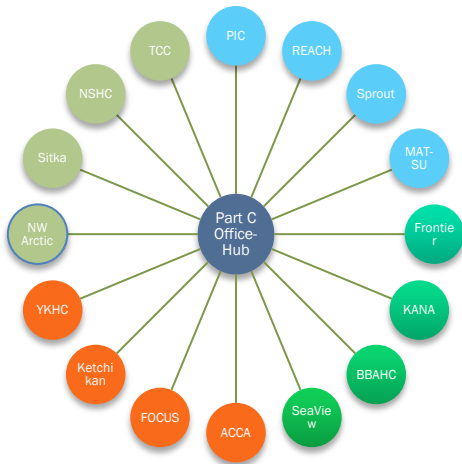 PIC
REACH
Sprout
MAT-
SU
Frontie
r
KANA
BBAHC
SeaVie
w
ACCA
FOCUS
Ketchi
kan
YKHC
NW
Arctic
Sitka
NSHC
TCC
Part C
Office-
Hub